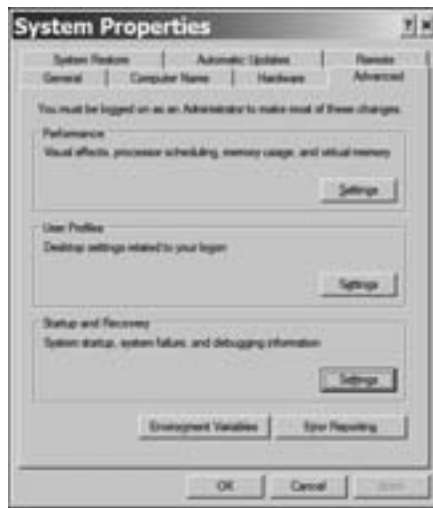 System Properties ? ×
System Restore Automatic Updates Remote
General Computer Name Hardware Advanced
You must be logged on as an Administrator to make most of these changes.
Performance
Visual effects, processor scheduling, memory usage, and virtual memory
Settings
User Profiles
Desktop settings related to your logon
Settings
Startup and Recovery
System startup, system failure, and debugging information
Settings
Environment Variables Error Reporting
OK Cancel Apply